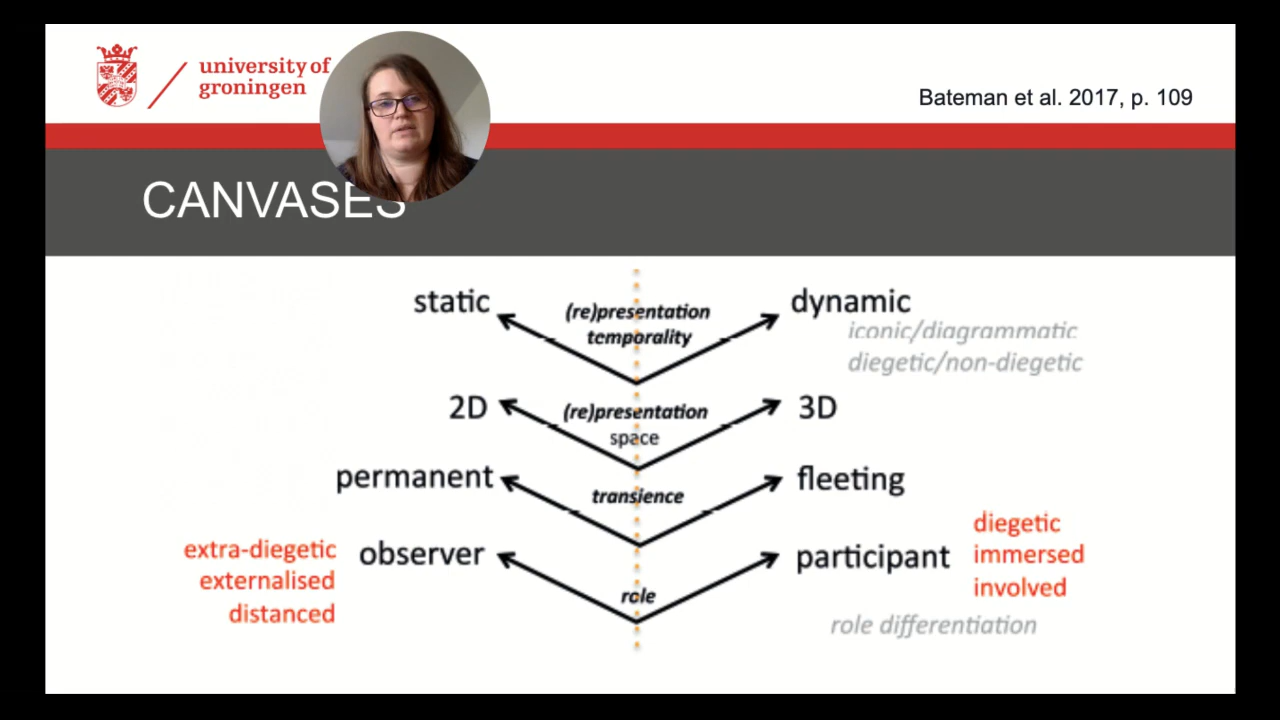 university of
groningen
Bateman et al. 2017, p. 109
CANVASES
static
(re)presentation
temporality
dynamic
iconic/diagrammatic
diegetic/non-diegetic
2D
(re)presentation
space
3D
permanent
transience
fleeting
extra-diegetic
externalised
distanced
observer
role
participant
diegetic
immersed
involved
role differentiation